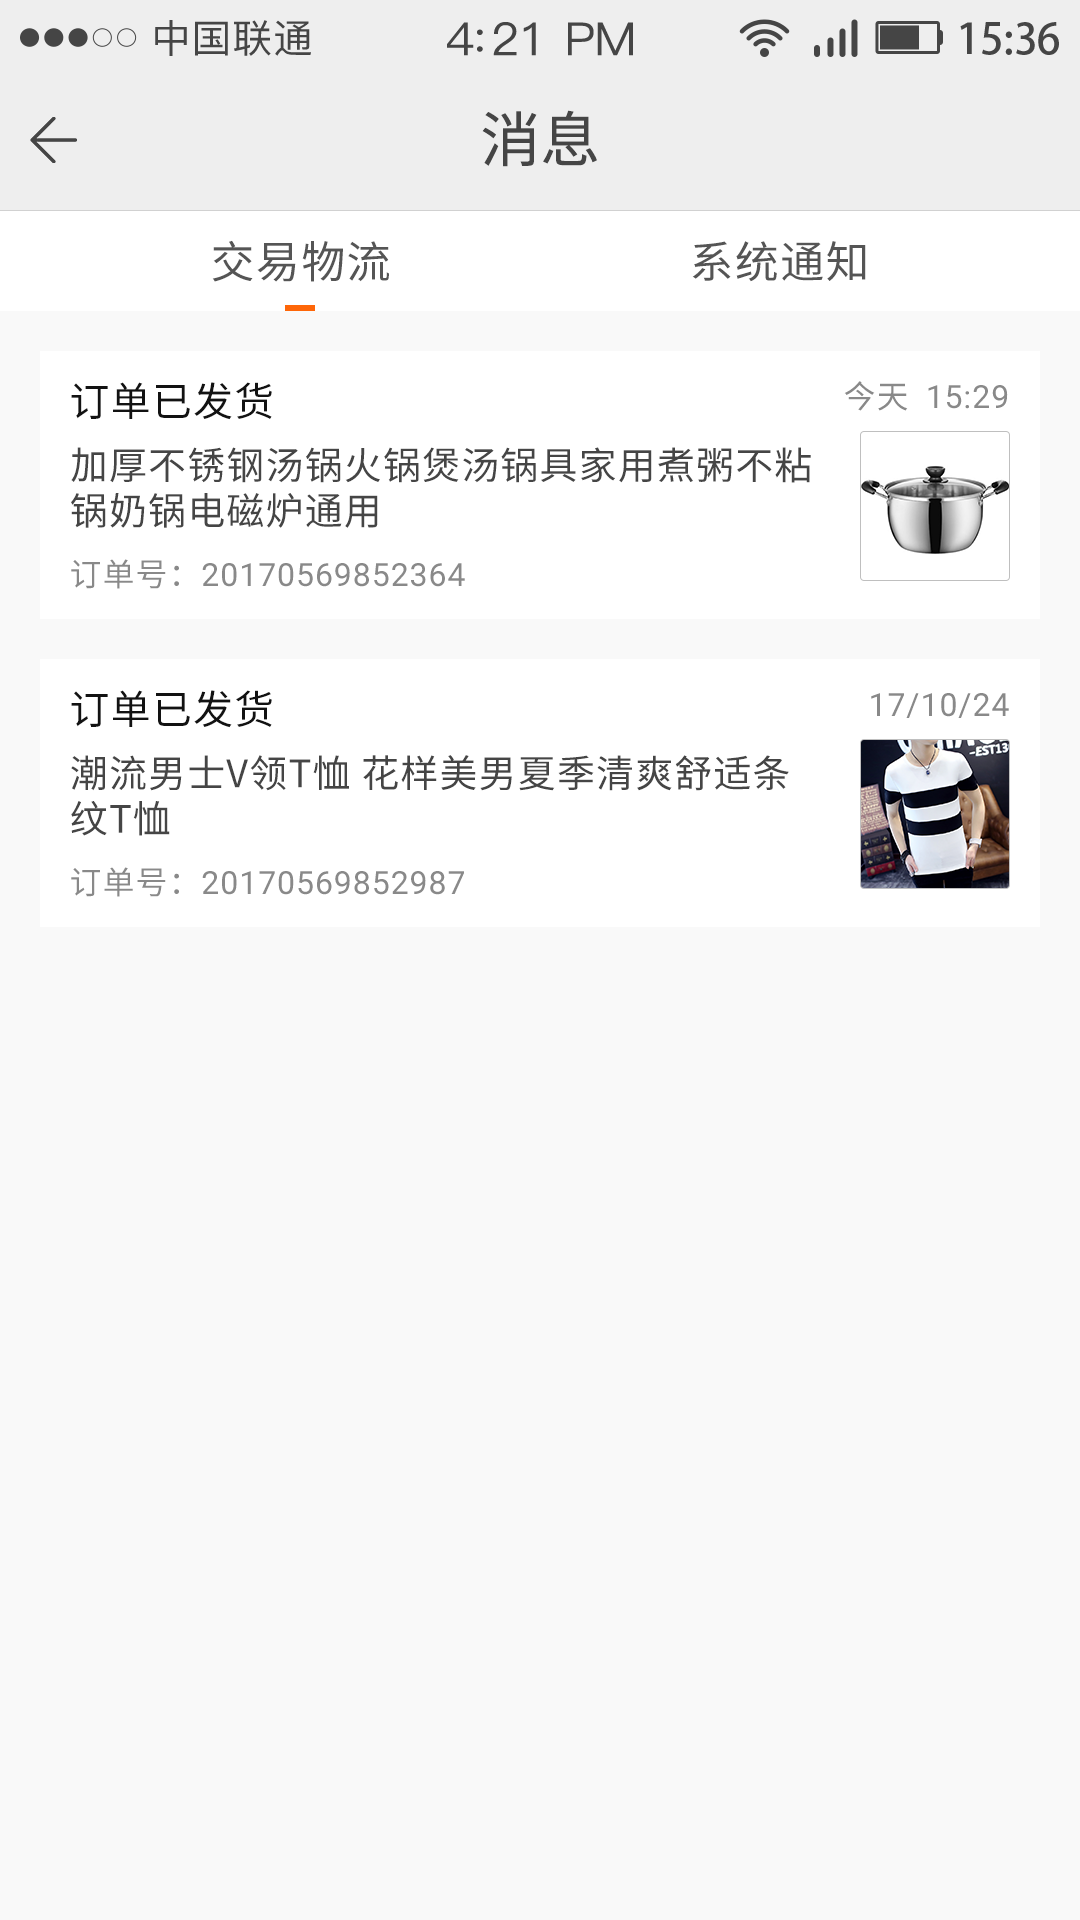 中国联通 4:21 PM 15:36
消息
交易物流 系统通知
订单已发货 今天 15:29
加厚不锈钢汤锅火锅煲汤锅具家用煮粥不粘
锅奶锅电磁炉通用
订单号：20170569852364
订单已发货 17/10/24
潮流男士V领T恤 花样美男夏季清爽舒适条
纹T恤
-EST13
订单号：20170569852987